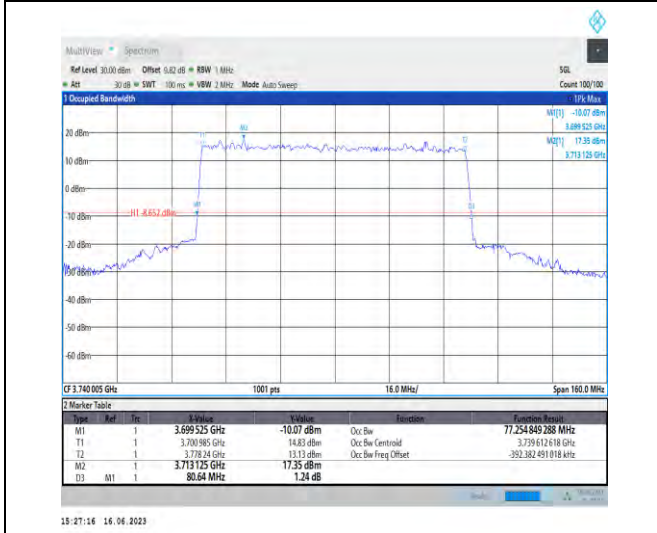 MultiView Spectrum
Ref Level 30.00 dBm Offset 9.82 dB RBW 1 MHz SGL
Att 30 dB SWT 100 ms VBW 2 MHz Mode Auto Sweep Count 100/100
1 Occupied Bandwidth 1Pk Max
M1[1] -10.07 dBm
3.699 525 GHz
M2[1] 17.35 dBm
3.713 125 GHz
20 dBm
10 dBm
0 dBm
-10 dBm
H1 -8.652 dBm
-20 dBm
-30 dBm
-40 dBm
-50 dBm
-60 dBm
T1
M2
T2
M1
D3
CF 3.740 005 GHz 1001 pts 16.0 MHz/ Span 160.0 MHz
2 Marker Table
Type Ref Trc X-Value Y-Value Function Function Result
M1 1 3.699 525 GHz -10.07 dBm Occ Bw 77.254 849 288 MHz
T1 1 3.700 985 GHz 14.83 dBm Occ Bw Centroid 3.739 612 618 GHz
T2 1 3.778 24 GHz 13.13 dBm Occ Bw Freq Offset -392.382 491 018 kHz
M2 1 3.713 125 GHz 17.35 dBm
D3 M1 1 80.64 MHz 1.24 dB
15:27:16 16.06.2023